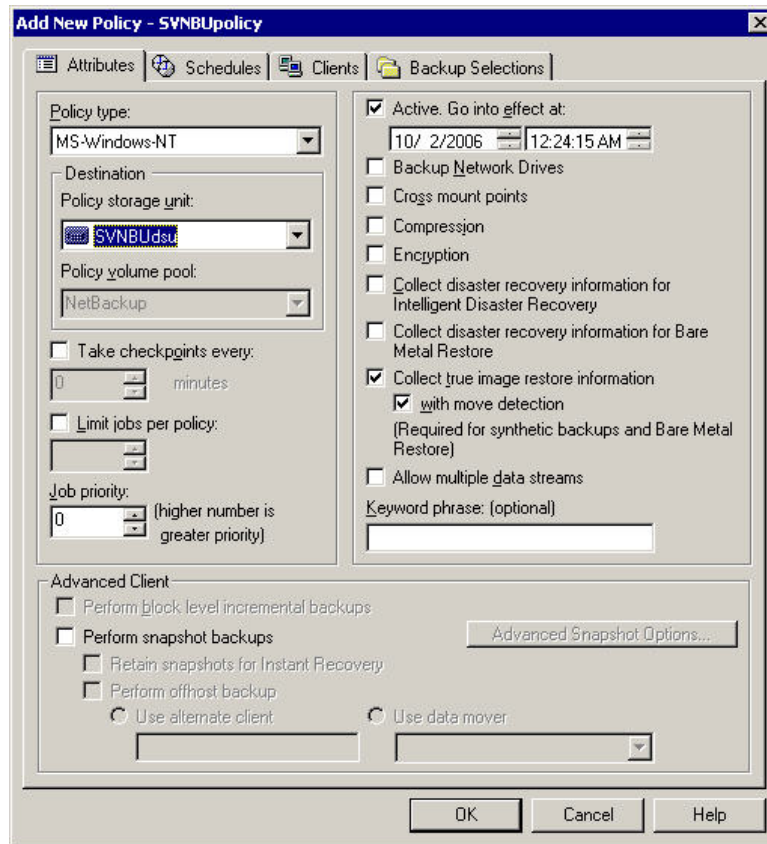 Add New Policy - SVNBUpolicy
Attributes
Schedules
Clients
Backup Selections
Policy type:
MS-Windows-NT
Destination
Policy storage unit:
SVNBUdsu
Policy volume pool:
NetBackup
Take checkpoints every:
0 minutes
Limit jobs per policy:
Job priority:
0 (higher number is
greater priority)
Active. Go into effect at:
10/ 2/2006 12:24:15 AM
Backup Network Drives
Cross mount points
Compression
Encryption
Collect disaster recovery information for
Intelligent Disaster Recovery
Collect disaster recovery information for Bare
Metal Restore
Collect true image restore information
with move detection
(Required for synthetic backups and Bare Metal
Restore)
Allow multiple data streams
Keyword phrase: (optional)
Advanced Client
Perform block level incremental backups
Perform snapshot backups
Advanced Snapshot Options...
Retain snapshots for Instant Recovery
Perform offhost backup
Use alternate client
Use data mover
OK
Cancel
Help